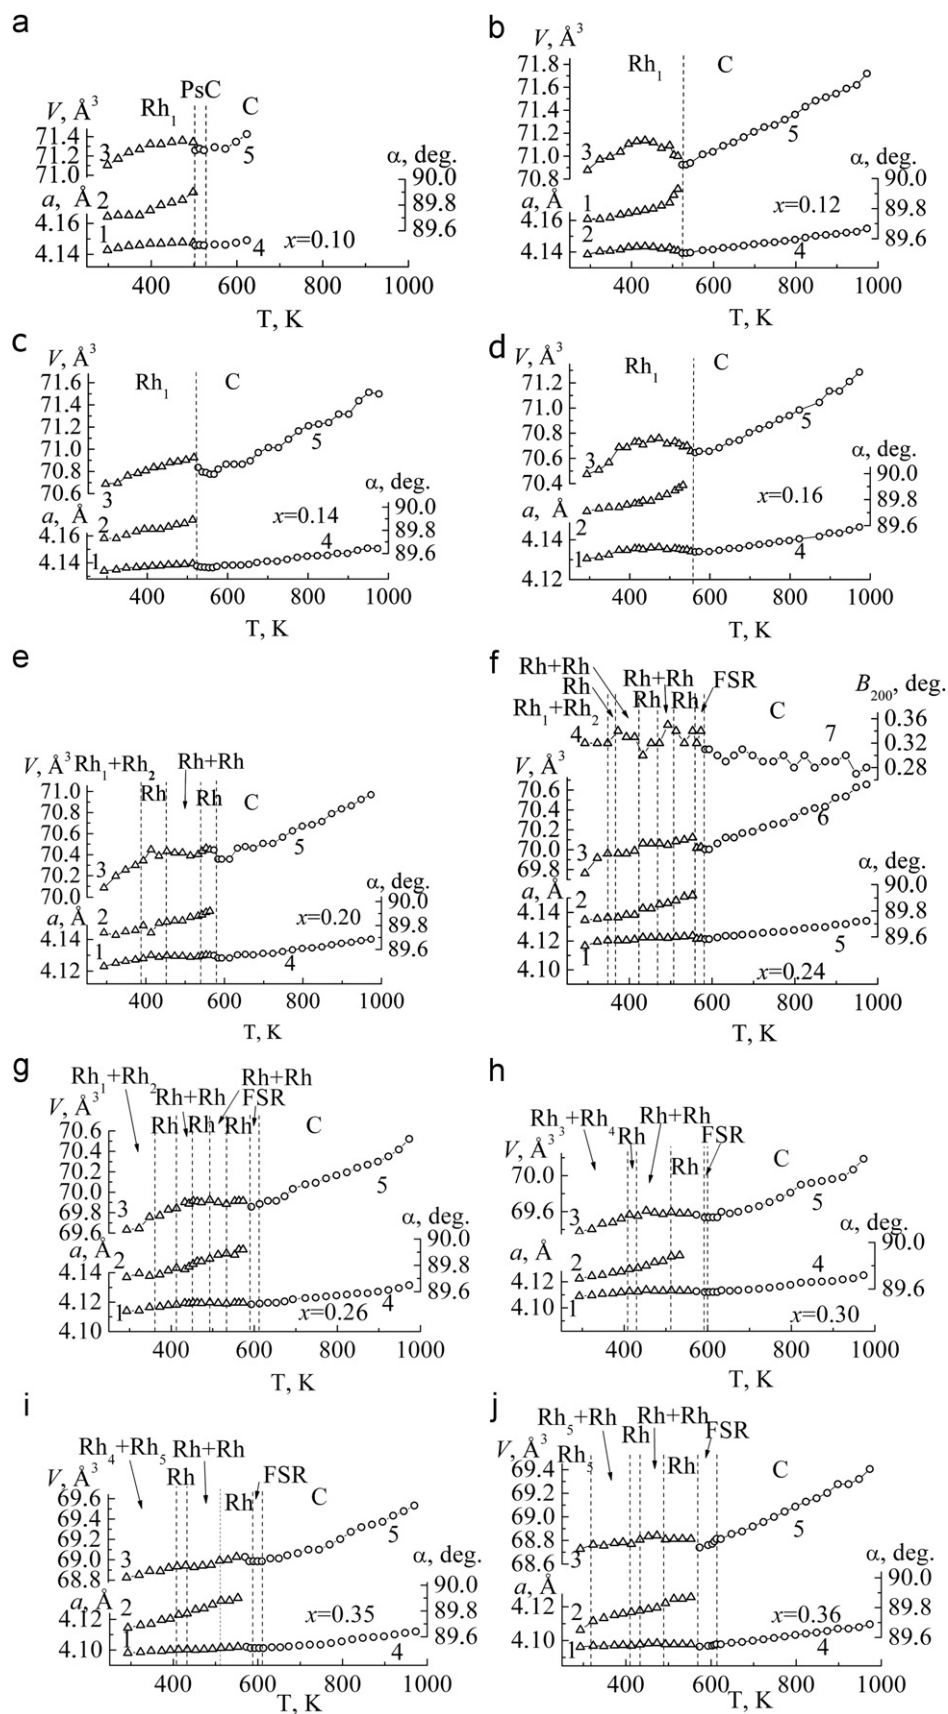 a
V, Å³
Rh₁
PsC
C
71.4
71.2
71.0
3
5
a, Å
2
4.16
1
4.14
4
x=0.10
α, deg.
90.0
89.8
89.6
400 600 800 1000
T, K
b
V, Å³
71.8
71.6
71.4
71.2
71.0
70.8
Rh₁
C
3
5
a, Å
1
4.16
2
4.14
4
x=0.12
α, deg.
90.0
89.8
89.6
400 600 800 1000
T, K
c
V, Å³
71.6
71.4
71.2
71.0
70.8
70.6
Rh₁
C
3
5
a, Å
2
4.16
1
4.14
4
x=0.14
α, deg.
90.0
89.8
89.6
400 600 800 1000
T, K
d
V, Å³
71.2
71.0
70.8
70.6
70.4
Rh₁
C
3
5
a, Å
2
4.14
1
4.12
4
x=0.16
α, deg.
90.0
89.8
89.6
400 600 800 1000
T, K
e
V, Å³ Rh₁+Rh₂
Rh
Rh+Rh
Rh
C
71.0
70.8
70.6
70.4
70.2
70.0
3
5
a, Å
2
4.14
1
4.12
4
x=0.20
α, deg.
90.0
89.8
89.6
400 600 800 1000
T, K
f
Rh+Rh
Rh
Rh₁+Rh₂
Rh+Rh
Rh
Rh
FSR
C
B₂₀₀, deg.
0.36
0.32
0.28
4
7
V, Å³
70.6
70.4
70.2
70.0
69.8
3
6
a, Å
2
4.14
4.12
1
4.10
5
x=0.24
α, deg.
90.0
89.8
89.6
400 600 800 1000
T, K
g
Rh₁+Rh₂
Rh+Rh
Rh+Rh
FSR
V, Å³
Rh
Rh
Rh
C
70.6
70.4
70.2
70.0
69.8
69.6
3
5
a, Å
2
4.14
4.12
1
4.10
4
x=0.26
α, deg.
90.0
89.8
89.6
400 600 800 1000
T, K
h
V, Å³
Rh₃+Rh₄
Rh
Rh+Rh
Rh
FSR
C
70.0
69.6
3
5
a, Å
2
4.12
1
4.10
4
x=0.30
α, deg.
90.0
89.6
400 600 800 1000
T, K
i
Rh₄+Rh₅
Rh+Rh
V, Å³
Rh
Rh
FSR
C
69.6
69.4
69.2
69.0
68.8
3
5
a, Å
2
4.12
1
4.10
4
x=0.35
α, deg.
90.0
89.8
89.6
400 600 800 1000
T, K
j
Rh₅+Rh
Rh+Rh
FSR
V, Å³
Rh₅
Rh
Rh
C
69.4
69.2
69.0
68.8
68.6
3
5
a, Å
2
4.12
4.10
1
4
x=0.36
α, deg.
90.0
89.8
89.6
400 600 800 1000
T, K